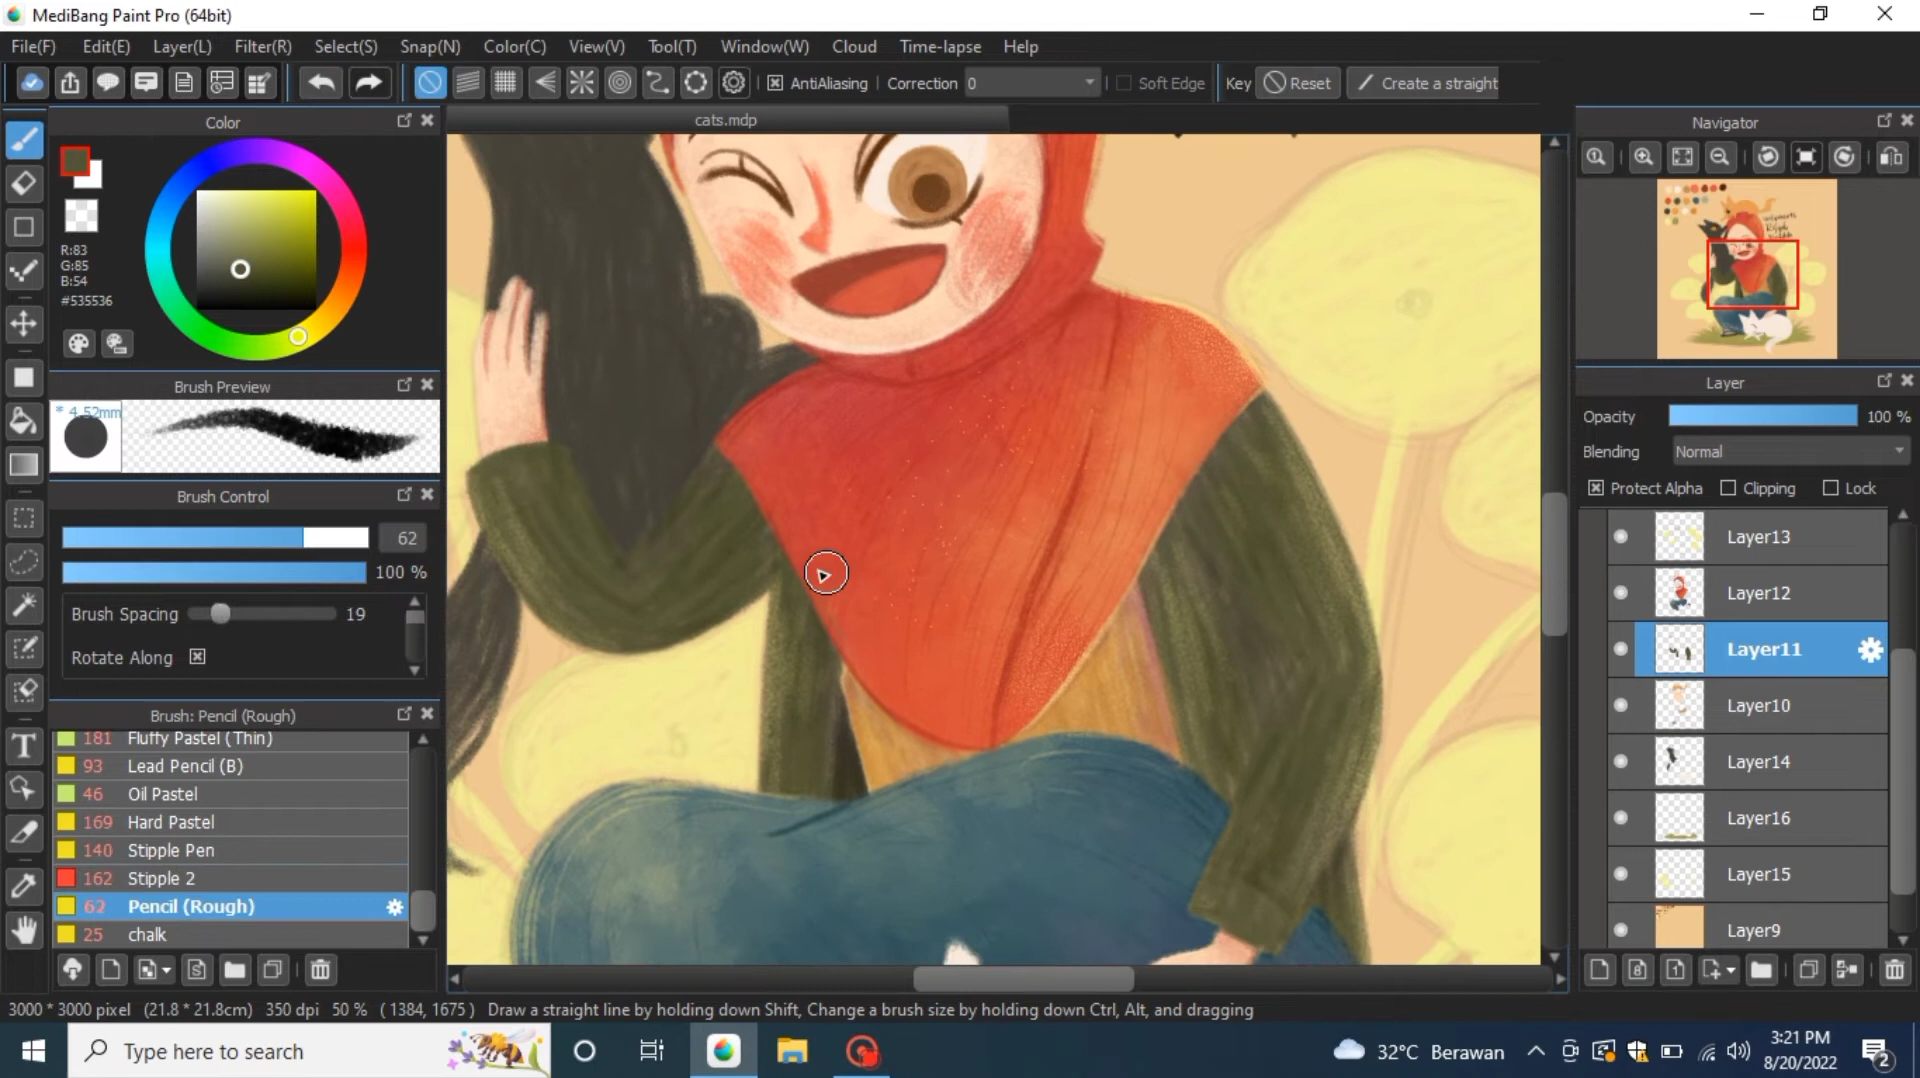 MediBang Paint Pro (64bit)
File(F) Edit(E) Layer(L) Filter(R) Select(S) Snap(N) Color(C) View(V) Tool(T) Window(W) Cloud Time-lapse Help
AntiAliasing Correction 0 Soft Edge Key Reset Create a straight
Color
cats.mdp
Navigator
R:83
G:85
B:54
#535536
Brush Preview
* 4.52mm
Brush Control
62
100 %
Brush Spacing 19
Rotate Along
Brush: Pencil (Rough)
181 Fluffy Pastel (Thin)
93 Lead Pencil (B)
46 Oil Pastel
169 Hard Pastel
140 Stipple Pen
162 Stipple 2
62 Pencil (Rough)
25 chalk
Layer
Opacity 100 %
Blending Normal
Protect Alpha Clipping Lock
Layer13
Layer12
Layer11
Layer10
Layer14
Layer16
Layer15
Layer9
3000 * 3000 pixel (21.8 * 21.8cm) 350 dpi 50 % ( 1384, 1675 ) Draw a straight line by holding down Shift, Change a brush size by holding down Ctrl, Alt, and dragging
Type here to search
32°C Berawan
3:21 PM
8/20/2022
2